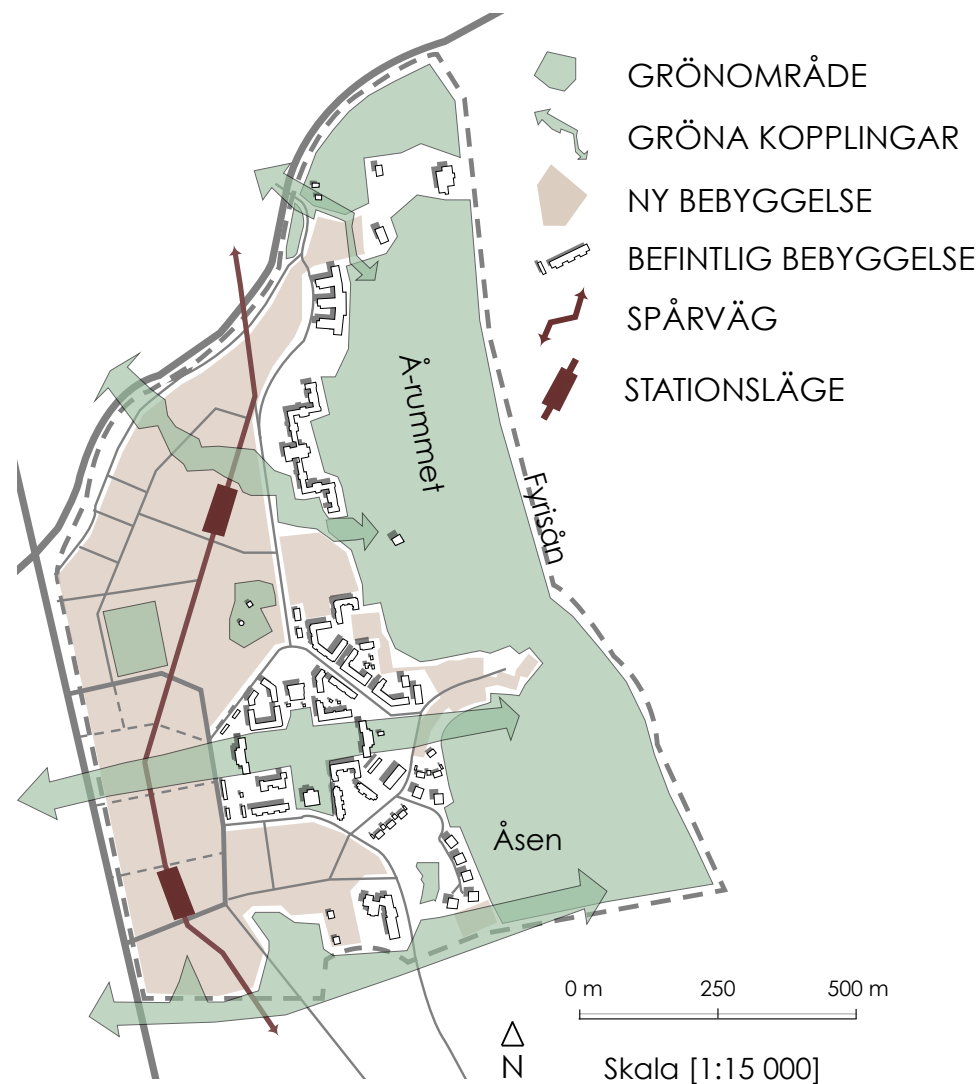 GRÖNOMRÅDE
GRÖNA KOPPLINGAR
NY BEBYGGELSE
BEFINTLIG BEBYGGELSE
SPÅRVÄG
STATIONSLÄGE
Å-rummet
Fyrisån
Åsen
0 m 250 500 m
N
Skala [1:15 000]